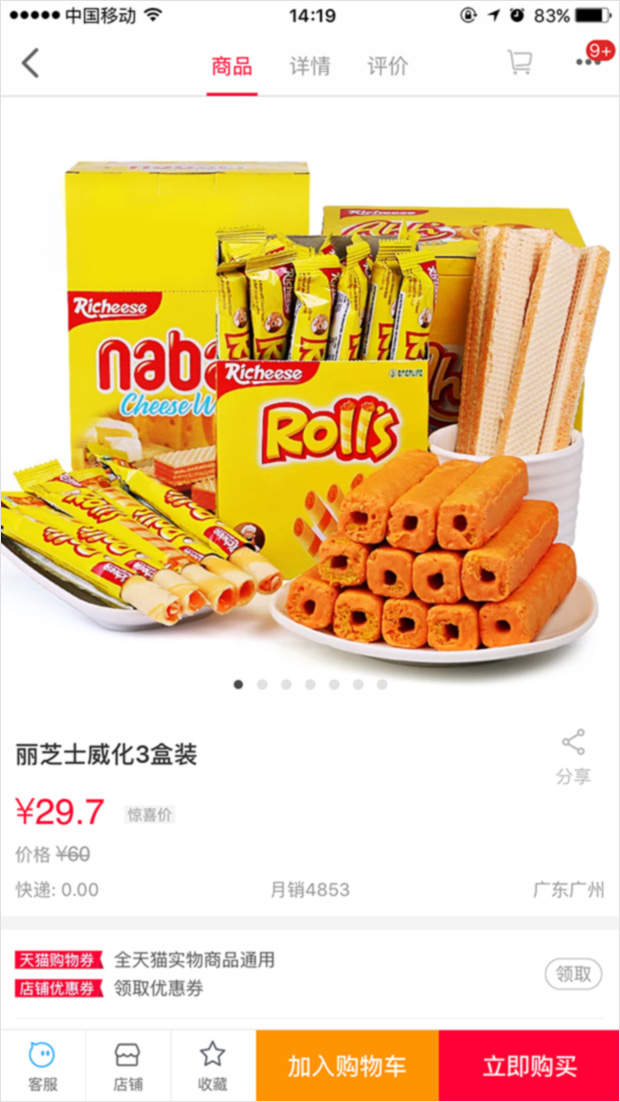 中国移动 14:19 83%
商品 详情 评价 9+
Richeese
Richeese
Richeese
Cheese W
Richeese
Roll's
丽芝士威化3盒装
分享
¥29.7 惊喜价
价格 ¥60
快递: 0.00 月销4853 广东广州
天猫购物券 全天猫实物商品通用
店铺优惠券 领取优惠券
领取
客服 店铺 收藏 加入购物车 立即购买